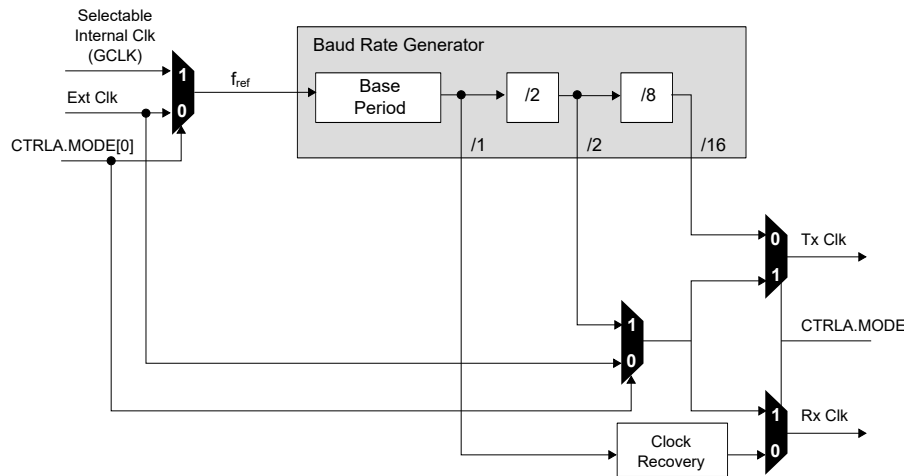 Selectable
Internal Clk
(GCLK)
Baud Rate Generator
1
fref
Base
Period
/2
/8
Ext Clk
0
CTRLA.MODE[0]
/1
/2
/16
0
Tx Clk
1
1
CTRLA.MODE
0
1
Rx Clk
Clock
Recovery
0